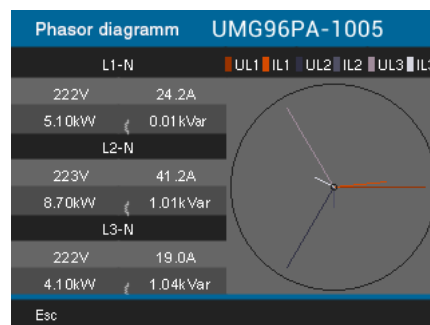 Phasor diagramm UMG96PA-1005
L1-N UL1 IL1 UL2 IL2 UL3 IL
222V 24.2A
5.10kW 0.01kVar
L2-N
223V 41.2A
8.70kW 1.01kVar
L3-N
222V 19.0A
4.10kW 1.04kVar
Esc